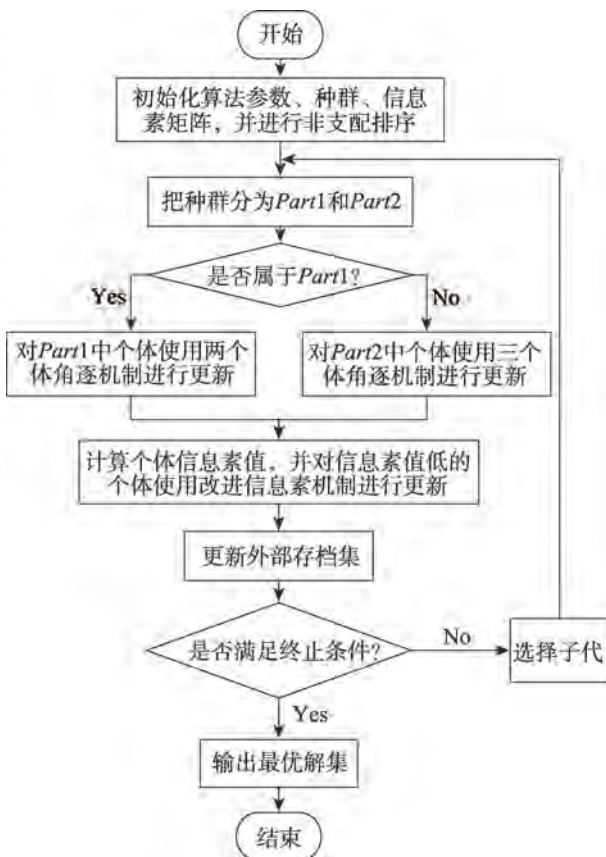 开始
初始化算法参数、种群、信息
素矩阵，并进行非支配排序
把种群分为Part1和Part2
是否属于Part1?
Yes
No
对Part1中个体使用两个
体角逐机制进行更新
对Part2中个体使用三个
体角逐机制进行更新
计算个体信息素值，并对信息素值低的
个体使用改进信息素机制进行更新
更新外部存档集
是否满足终止条件?
No
选择子代
Yes
输出最优解集
结束